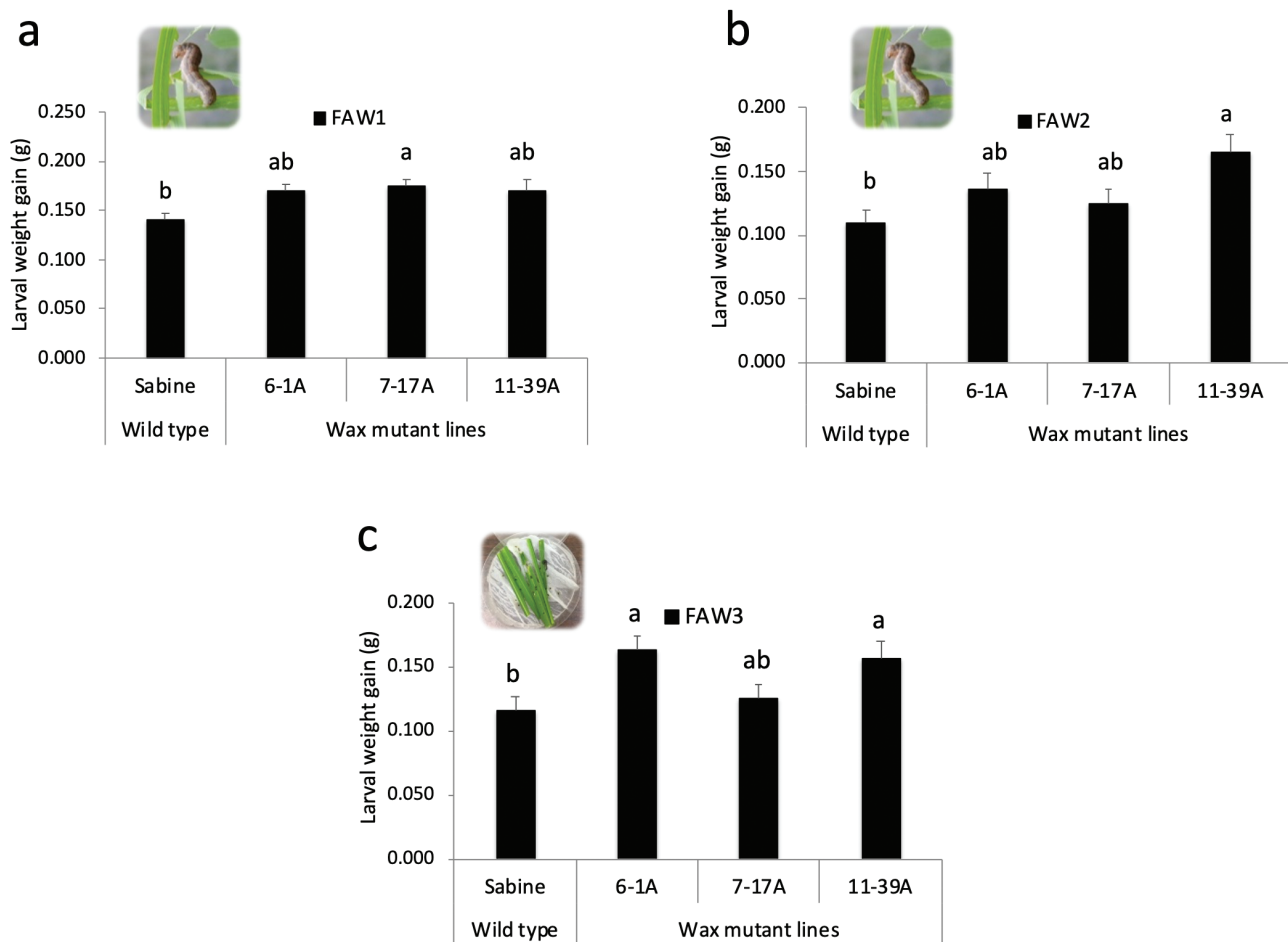 a
FAW1
Larval weight gain (g)
0.250
0.200
0.150
0.100
0.050
0.000
b
ab
a
ab
Sabine 6-1A 7-17A 11-39A
Wild type Wax mutant lines
b
FAW2
Larval weight gain (g)
0.200
0.150
0.100
0.050
0.000
b
ab
ab
a
Sabine 6-1A 7-17A 11-39A
Wild type Wax mutant lines
c
FAW3
Larval weight gain (g)
0.200
0.150
0.100
0.050
0.000
b
a
ab
a
Sabine 6-1A 7-17A 11-39A
Wild type Wax mutant lines